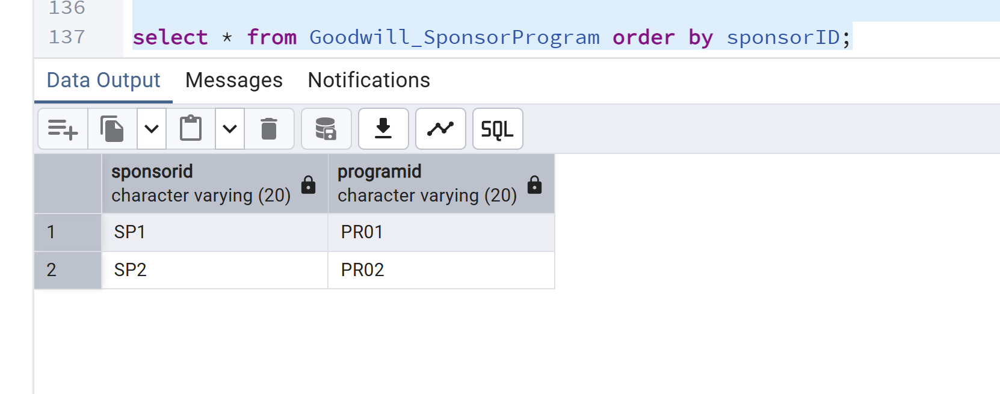 136
137 select * from Goodwill_SponsorProgram order by sponsorID;
Data Output Messages Notifications
SQL
sponsorid programid
character varying (20) character varying (20)
1 SP1 PR01
2 SP2 PR02